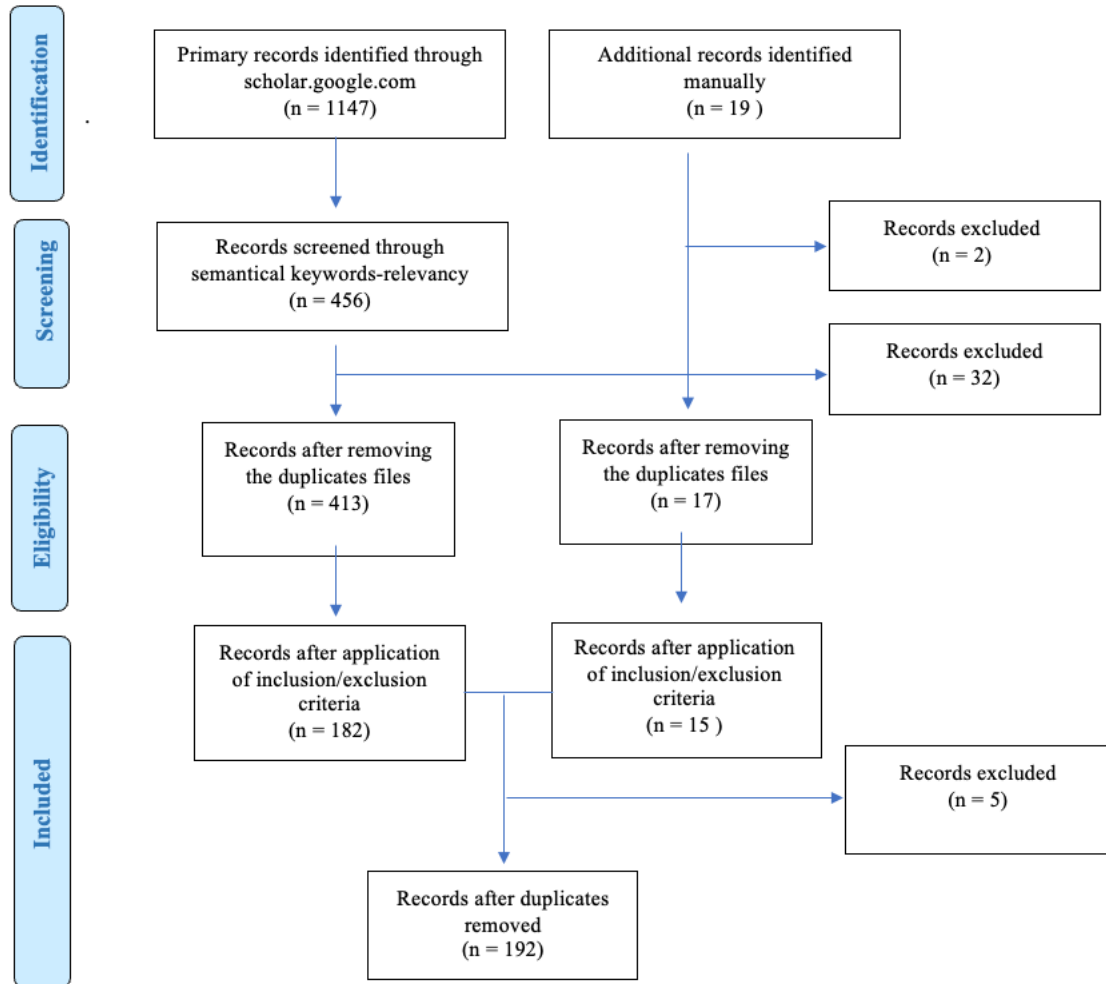 Identification
Primary records identified through
scholar.google.com
(n = 1147)
Additional records identified
manually
(n = 19 )
.
Screening
Records screened through
semantical keywords-relevancy
(n = 456)
Records excluded
(n = 2)
Records excluded
(n = 32)
Eligibility
Records after removing
the duplicates files
(n = 413)
Records after removing
the duplicates files
(n = 17)
Included
Records after application
of inclusion/exclusion
criteria
(n = 182)
Records after application
of inclusion/exclusion
criteria
(n = 15 )
Records excluded
(n = 5)
Records after duplicates
removed
(n = 192)